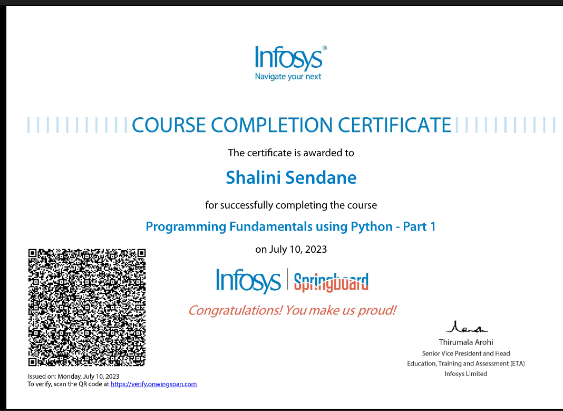 Infosys®
Navigate your next
COURSE COMPLETION CERTIFICATE
The certificate is awarded to
Shalini Sendane
for successfully completing the course
Programming Fundamentals using Python - Part 1
on July 10, 2023
Infosys | Springboard
Congratulations! You make us proud!
Thirumala Arohi
Senior Vice President and Head
Education, Training and Assessment (ETA)
Infosys Limited
Issued on: Monday, July 10, 2023
To verify, scan the QR code at https://verify.onwingspan.com